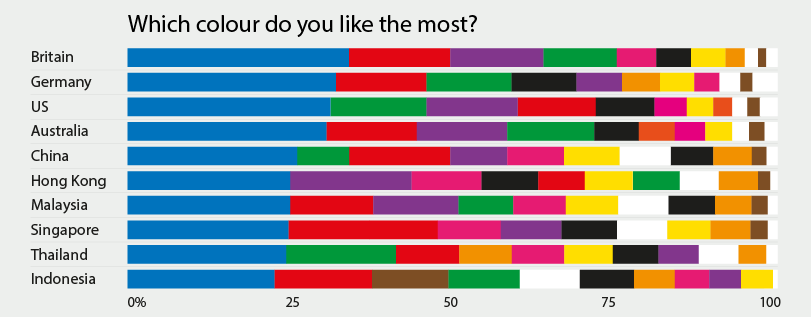 Which colour do you like the most?
Britain
Germany
US
Australia
China
Hong Kong
Malaysia
Singapore
Thailand
Indonesia
0% 25 50 75 100